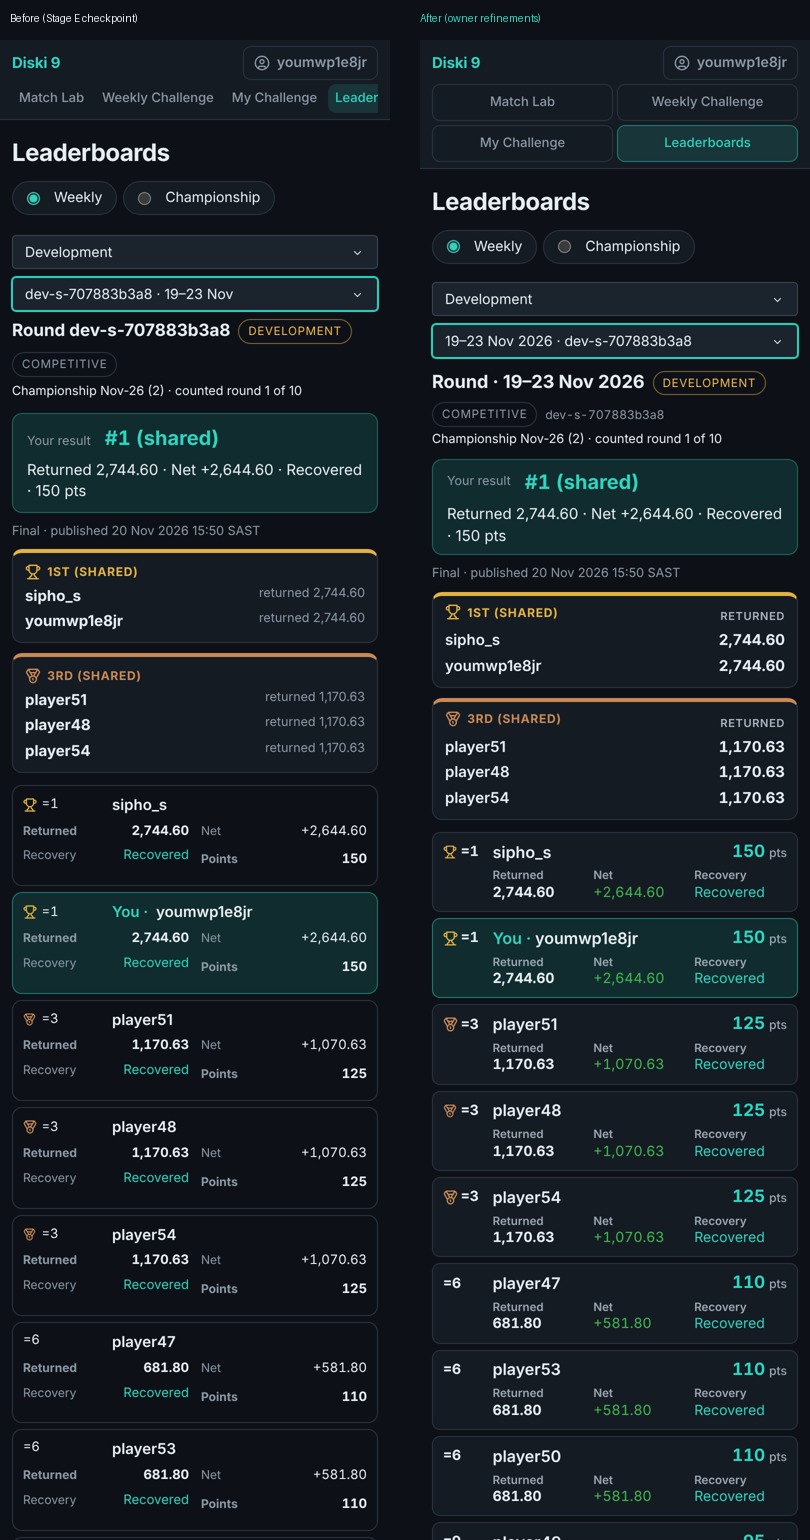 Before (Stage E checkpoint)
Diski 9
youmwp1e8jr
Match Lab Weekly Challenge My Challenge Leader
Leaderboards
Weekly Championship
Development
dev-s-707883b3a8 · 19–23 Nov
Round dev-s-707883b3a8 DEVELOPMENT
COMPETITIVE
Championship Nov-26 (2) · counted round 1 of 10
Your result #1 (shared)
Returned 2,744.60 · Net +2,644.60 · Recovered
· 150 pts
Final · published 20 Nov 2026 15:50 SAST
1ST (SHARED)
sipho_s returned 2,744.60
youmwp1e8jr returned 2,744.60
3RD (SHARED)
player51 returned 1,170.63
player48 returned 1,170.63
player54 returned 1,170.63
=1 sipho_s
Returned 2,744.60 Net +2,644.60
Recovery Recovered Points 150
=1 You · youmwp1e8jr
Returned 2,744.60 Net +2,644.60
Recovery Recovered Points 150
=3 player51
Returned 1,170.63 Net +1,070.63
Recovery Recovered Points 125
=3 player48
Returned 1,170.63 Net +1,070.63
Recovery Recovered Points 125
=3 player54
Returned 1,170.63 Net +1,070.63
Recovery Recovered Points 125
=6 player47
Returned 681.80 Net +581.80
Recovery Recovered Points 110
=6 player53
Returned 681.80 Net +581.80
Recovery Recovered Points 110
After (owner refinements)
Diski 9
youmwp1e8jr
Match Lab Weekly Challenge
My Challenge Leaderboards
Leaderboards
Weekly Championship
Development
19–23 Nov 2026 · dev-s-707883b3a8
Round · 19–23 Nov 2026 DEVELOPMENT
COMPETITIVE dev-s-707883b3a8
Championship Nov-26 (2) · counted round 1 of 10
Your result #1 (shared)
Returned 2,744.60 · Net +2,644.60 · Recovered
· 150 pts
Final · published 20 Nov 2026 15:50 SAST
1ST (SHARED) RETURNED
sipho_s 2,744.60
youmwp1e8jr 2,744.60
3RD (SHARED) RETURNED
player51 1,170.63
player48 1,170.63
player54 1,170.63
=1 sipho_s 150 pts
Returned Net Recovery
2,744.60 +2,644.60 Recovered
=1 You · youmwp1e8jr 150 pts
Returned Net Recovery
2,744.60 +2,644.60 Recovered
=3 player51 125 pts
Returned Net Recovery
1,170.63 +1,070.63 Recovered
=3 player48 125 pts
Returned Net Recovery
1,170.63 +1,070.63 Recovered
=3 player54 125 pts
Returned Net Recovery
1,170.63 +1,070.63 Recovered
=6 player47 110 pts
Returned Net Recovery
681.80 +581.80 Recovered
=6 player53 110 pts
Returned Net Recovery
681.80 +581.80 Recovered
=6 player50 110 pts
Returned Net Recovery
681.80 +581.80 Recovered